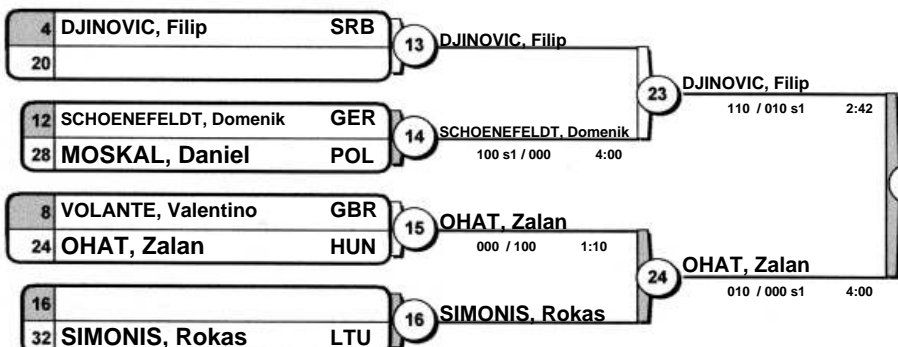 4 DJINOVIC, Filip SRB
20
13 DJINOVIC, Filip
12 SCHOENEFELDT, Domenik GER
28 MOSKAL, Daniel POL
14 SCHOENEFELDT, Domenik
100 s1 / 000 4:00
23 DJINOVIC, Filip
110 / 010 s1 2:42
8 VOLANTE, Valentino GBR
24 OHAT, Zalan HUN
15 OHAT, Zalan
000 / 100 1:10
16
32 SIMONIS, Rokas LTU
16 SIMONIS, Rokas
24 OHAT, Zalan
010 / 000 s1 4:00